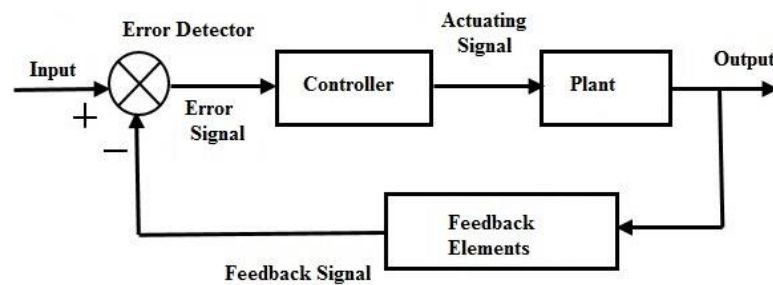 Error Detector
Input
+
−
Error
Signal
Controller
Actuating
Signal
Plant
Output
Feedback
Elements
Feedback Signal